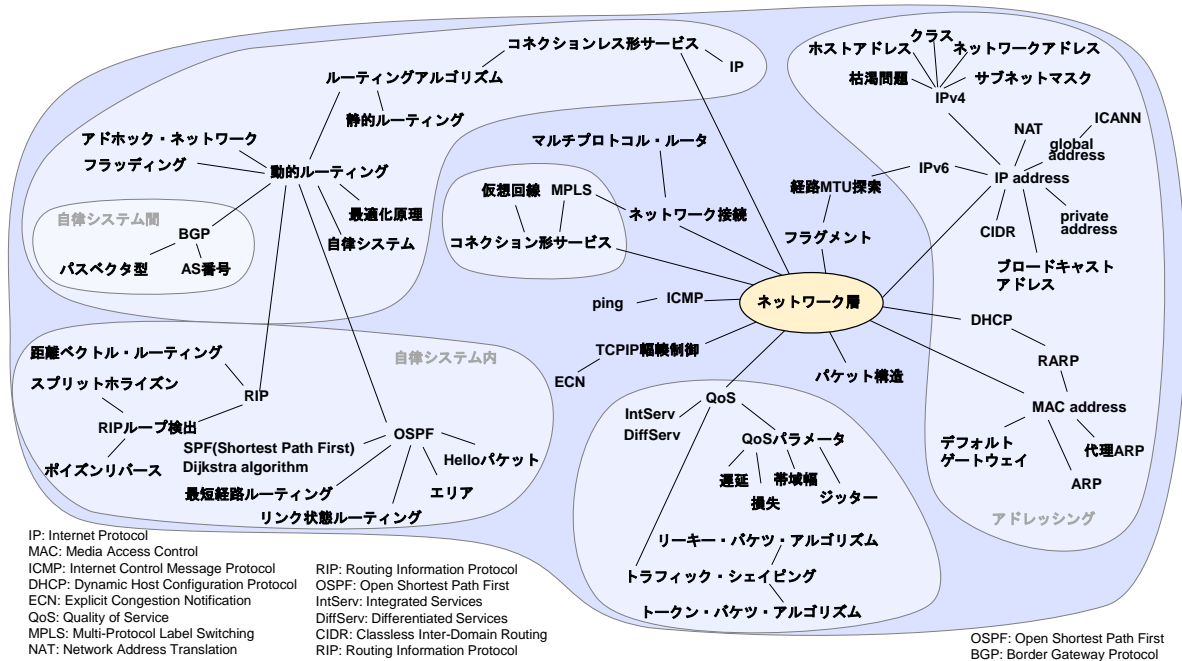 コネクションレス形サービス
IP
ルーティングアルゴリズム
静的ルーティング
アドホック・ネットワーク
フラッディング
動的ルーティング
最適化原理
自律システム
自律システム間
BGP
パスベクタ型
AS番号
マルチプロトコル・ルータ
仮想回線
MPLS
ネットワーク接続
コネクション形サービス
経路MTU探索
フラグメント
ネットワーク層
ping
ICMP
TCPIP輻輳制御
ECN
パケット構造
クラス
ホストアドレス
ネットワークアドレス
枯渇問題
サブネットマスク
IPv4
ICANN
NAT
global
address
IPv6
IP address
private
address
CIDR
ブロードキャスト
アドレス
DHCP
RARP
MAC address
デフォルト
ゲートウェイ
代理ARP
ARP
アドレッシング
自律システム内
距離ベクトル・ルーティング
スプリットホライズン
RIP
RIPループ検出
ポイズンリバース
OSPF
SPF(Shortest Path First)
Dijkstra algorithm
Helloパケット
最短経路ルーティング
エリア
リンク状態ルーティング
QoS
IntServ
DiffServ
QoSパラメータ
遅延
帯域幅
損失
ジッター
リーキー・バケツ・アルゴリズム
トラフィック・シェイピング
トークン・バケツ・アルゴリズム
IP: Internet Protocol
MAC: Media Access Control
ICMP: Internet Control Message Protocol
DHCP: Dynamic Host Configuration Protocol
ECN: Explicit Congestion Notification
QoS: Quality of Service
MPLS: Multi-Protocol Label Switching
NAT: Network Address Translation
RIP: Routing Information Protocol
OSPF: Open Shortest Path First
IntServ: Integrated Services
DiffServ: Differentiated Services
CIDR: Classless Inter-Domain Routing
RIP: Routing Information Protocol
OSPF: Open Shortest Path First
BGP: Border Gateway Protocol